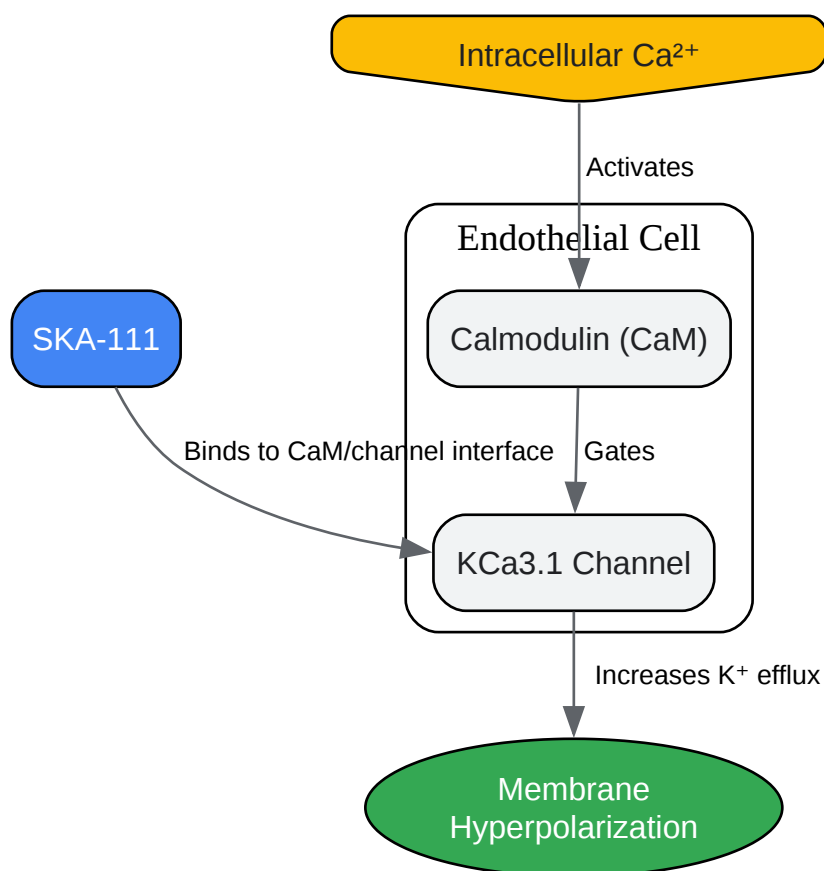 Intracellular Ca²⁺
Activates
Endothelial Cell
SKA-111
Calmodulin (CaM)
Binds to CaM/channel interface
Gates
KCa3.1 Channel
Increases K⁺ efflux
Membrane
Hyperpolarization